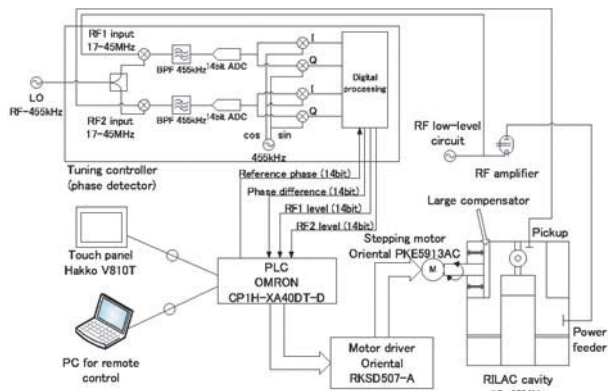 RF1 input
17-45MHz
BPF 455kHz
14bit ADC
I
Q
Digital
processing
LO
RF-455kHz
RF2 input
17-45MHz
BPF 455kHz
14bit ADC
I
Q
cos
sin
455kHz
Tuning controller
(phase detector)
RF low-level
circuit
RF amplifier
Reference phase (14bit)
Phase difference (14bit)
RF1 level (14bit)
RF2 level (14bit)
Large compensator
Pickup
Stepping motor
Oriental PKE5913AC
M
Touch panel
Hakko V810T
PLC
OMRON
CP1H-XA40DT-D
Power
feeder
PC for remote
control
Motor driver
Oriental
RKSD507-A
RILAC cavity